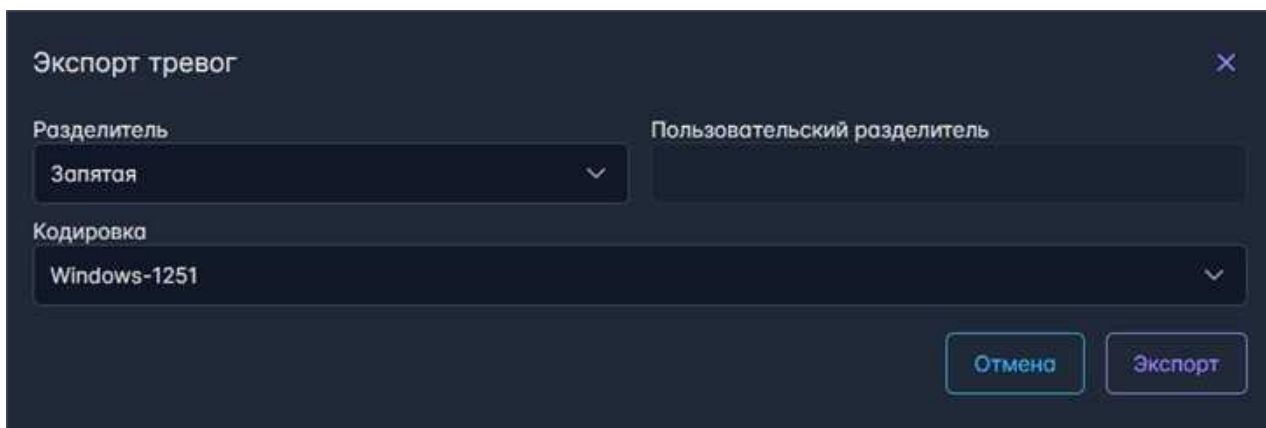 Экспорт тревог
Разделитель
Пользовательский разделитель
Запятая
Кодировка
Windows-1251
Отмена
Экспорт